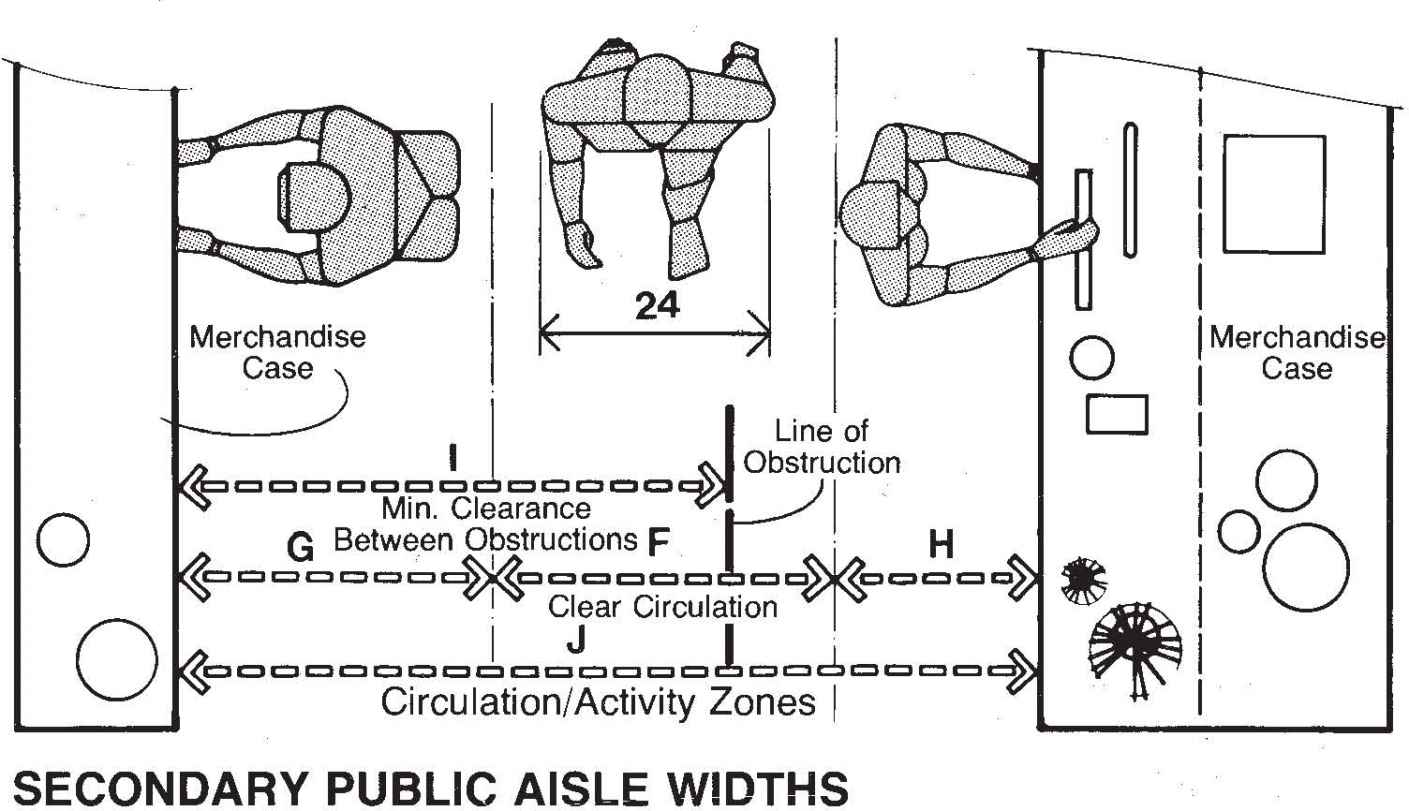 24
Merchandise
Case
Merchandise
Case
Line of
Obstruction
I
Min. Clearance
Between Obstructions
G
F
H
Clear Circulation
J
Circulation/Activity Zones
SECONDARY PUBLIC AISLE WIDTHS